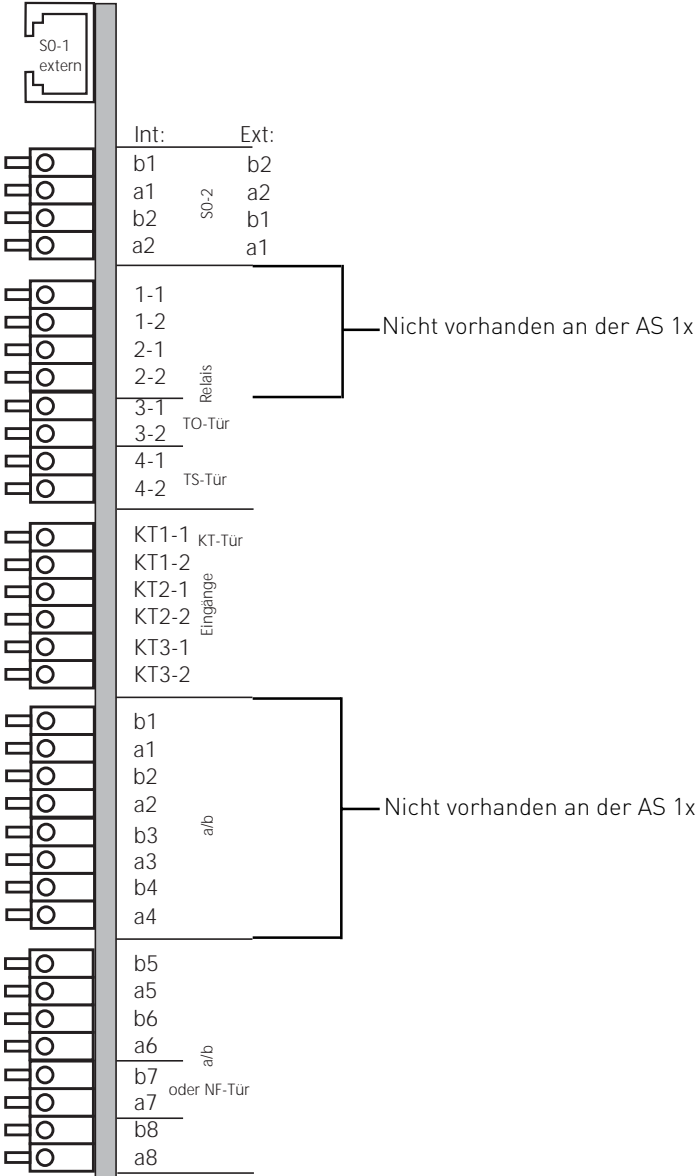 S0-1
extern
Int: Ext:
b1 b2
a1 a2
b2 b1
a2 a1
S0-2
1-1
1-2
2-1
2-2
Relais
Nicht vorhanden an der AS 1x
3-1
3-2
TO-Tür
4-1
4-2
TS-Tür
KT1-1 KT-Tür
KT1-2
KT2-1
KT2-2
KT3-1
KT3-2
Eingänge
b1
a1
b2
a2
b3
a3
b4
a4
a/b
Nicht vorhanden an der AS 1x
b5
a5
b6
a6
a/b
b7
a7
oder NF-Tür
b8
a8